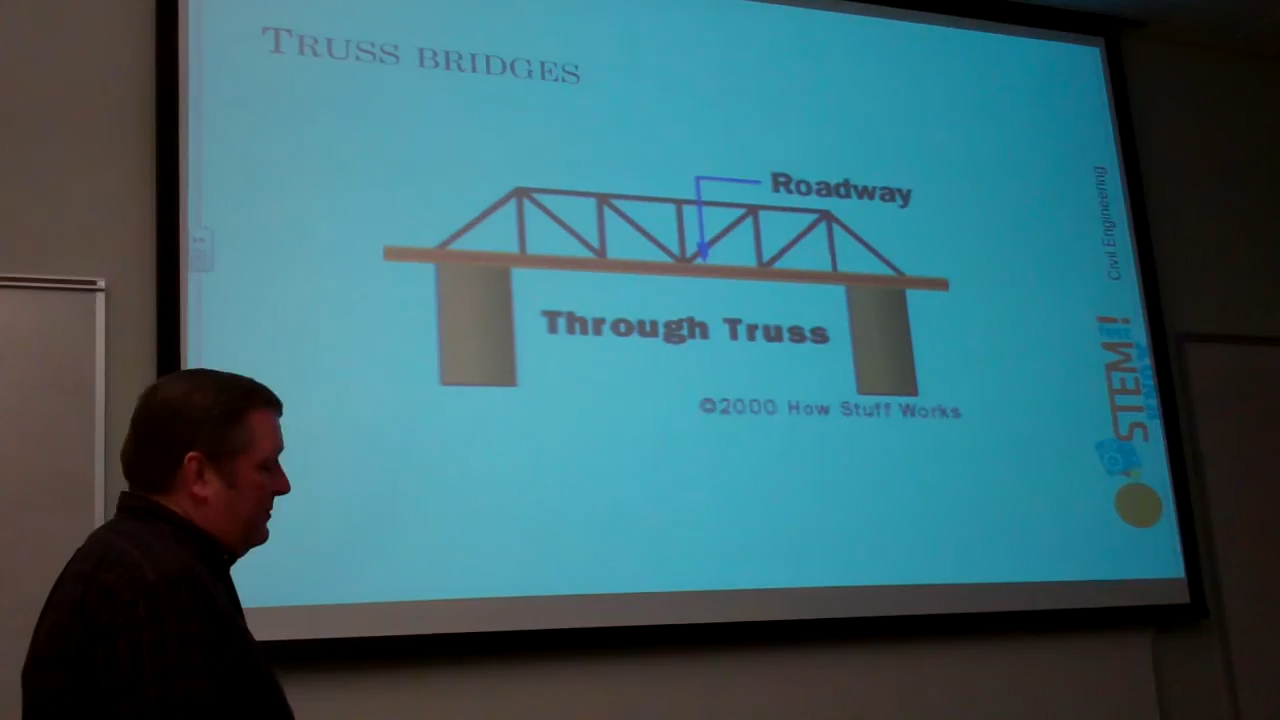 TRUSS BRIDGES
Roadway
Through Truss
©2000 How Stuff Works
Civil Engineering
STEM!